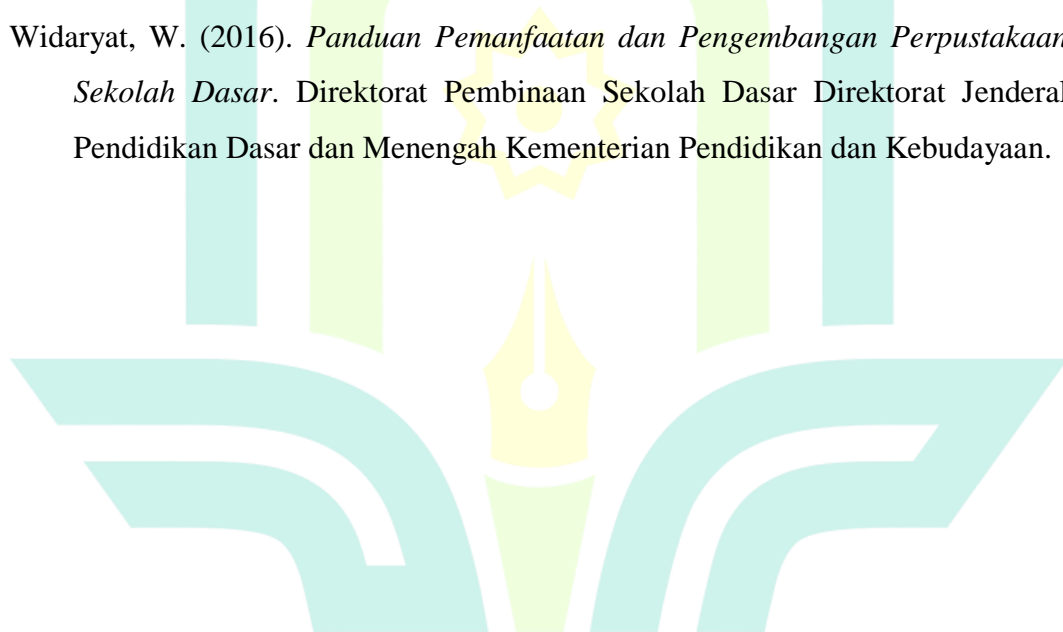 Widaryat, W. (2016). Panduan Pemanfaatan dan Pengembangan Perpustakaan
Sekolah Dasar. Direktorat Pembinaan Sekolah Dasar Direktorat Jenderal
Pendidikan Dasar dan Menengah Kementerian Pendidikan dan Kebudayaan.